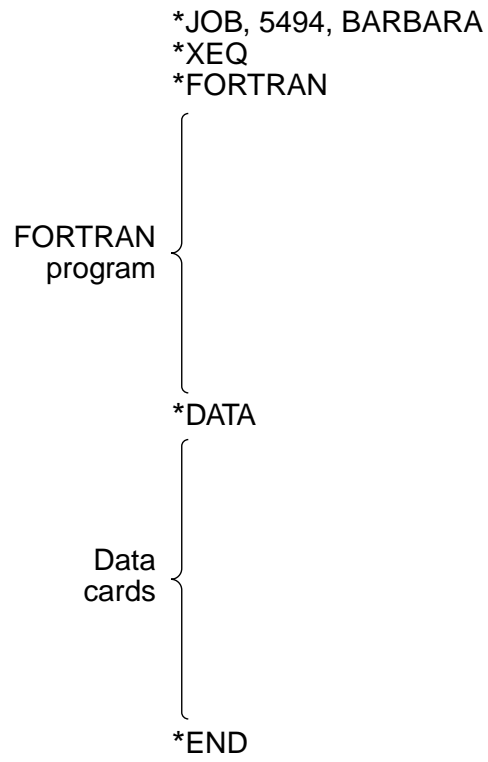 *JOB, 5494, BARBARA
*XEQ
*FORTRAN
FORTRAN
program
*DATA
Data
cards
*END